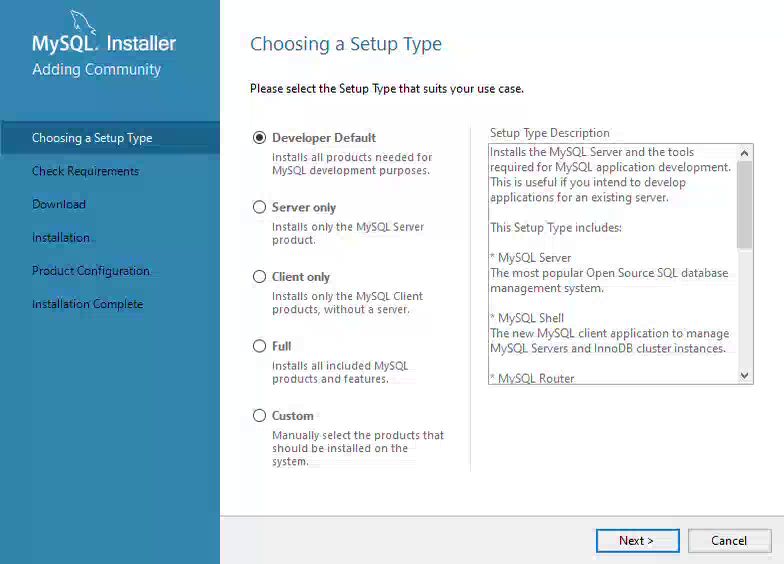 MySQL. Installer
Adding Community
Choosing a Setup Type
Check Requirements
Download
Installation
Product Configuration
Installation Complete
Choosing a Setup Type
Please select the Setup Type that suits your use case.
Developer Default
Installs all products needed for
MySQL development purposes.
Server only
Installs only the MySQL Server
product.
Client only
Installs only the MySQL Client
products, without a server.
Full
Installs all included MySQL
products and features.
Custom
Manually select the products that
should be installed on the
system.
Setup Type Description
Installs the MySQL Server and the tools
required for MySQL application development.
This is useful if you intend to develop
applications for an existing server.
This Setup Type includes:
* MySQL Server
The most popular Open Source SQL database
management system.
* MySQL Shell
The new MySQL client application to manage
MySQL Servers and InnoDB cluster instances.
* MySQL Router
Next >
Cancel